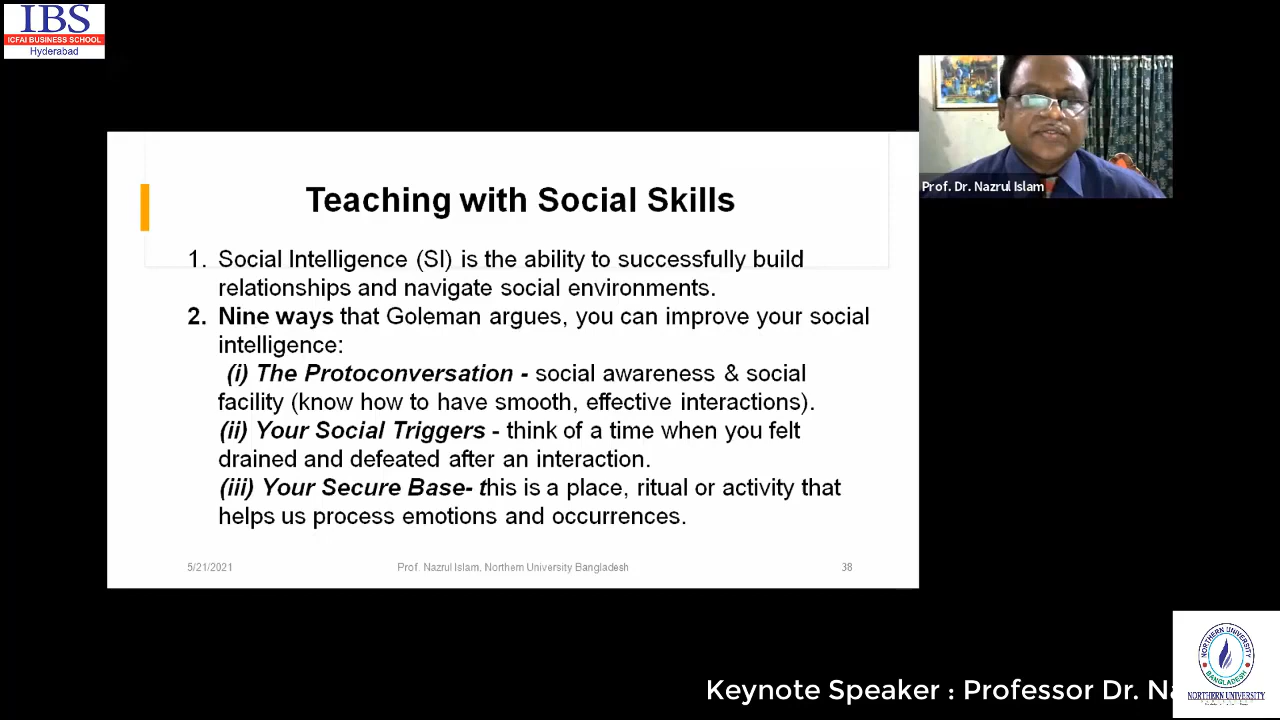 IBS
ICFAI BUSINESS SCHOOL
Hyderabad
Prof. Dr. Nazrul Islam
Teaching with Social Skills
1. Social Intelligence (SI) is the ability to successfully build
relationships and navigate social environments.
2. Nine ways that Goleman argues, you can improve your social
intelligence:
(i) The Protoconversation - social awareness & social
facility (know how to have smooth, effective interactions).
(ii) Your Social Triggers - think of a time when you felt
drained and defeated after an interaction.
(iii) Your Secure Base- this is a place, ritual or activity that
helps us process emotions and occurrences.
5/21/2021
Prof. Nazrul Islam, Northern University Bangladesh
38
NORTHERN UNIVERSITY
BANGLADESH
NORTHERN UNIVERSITY
Keynote Speaker : Professor Dr. Na